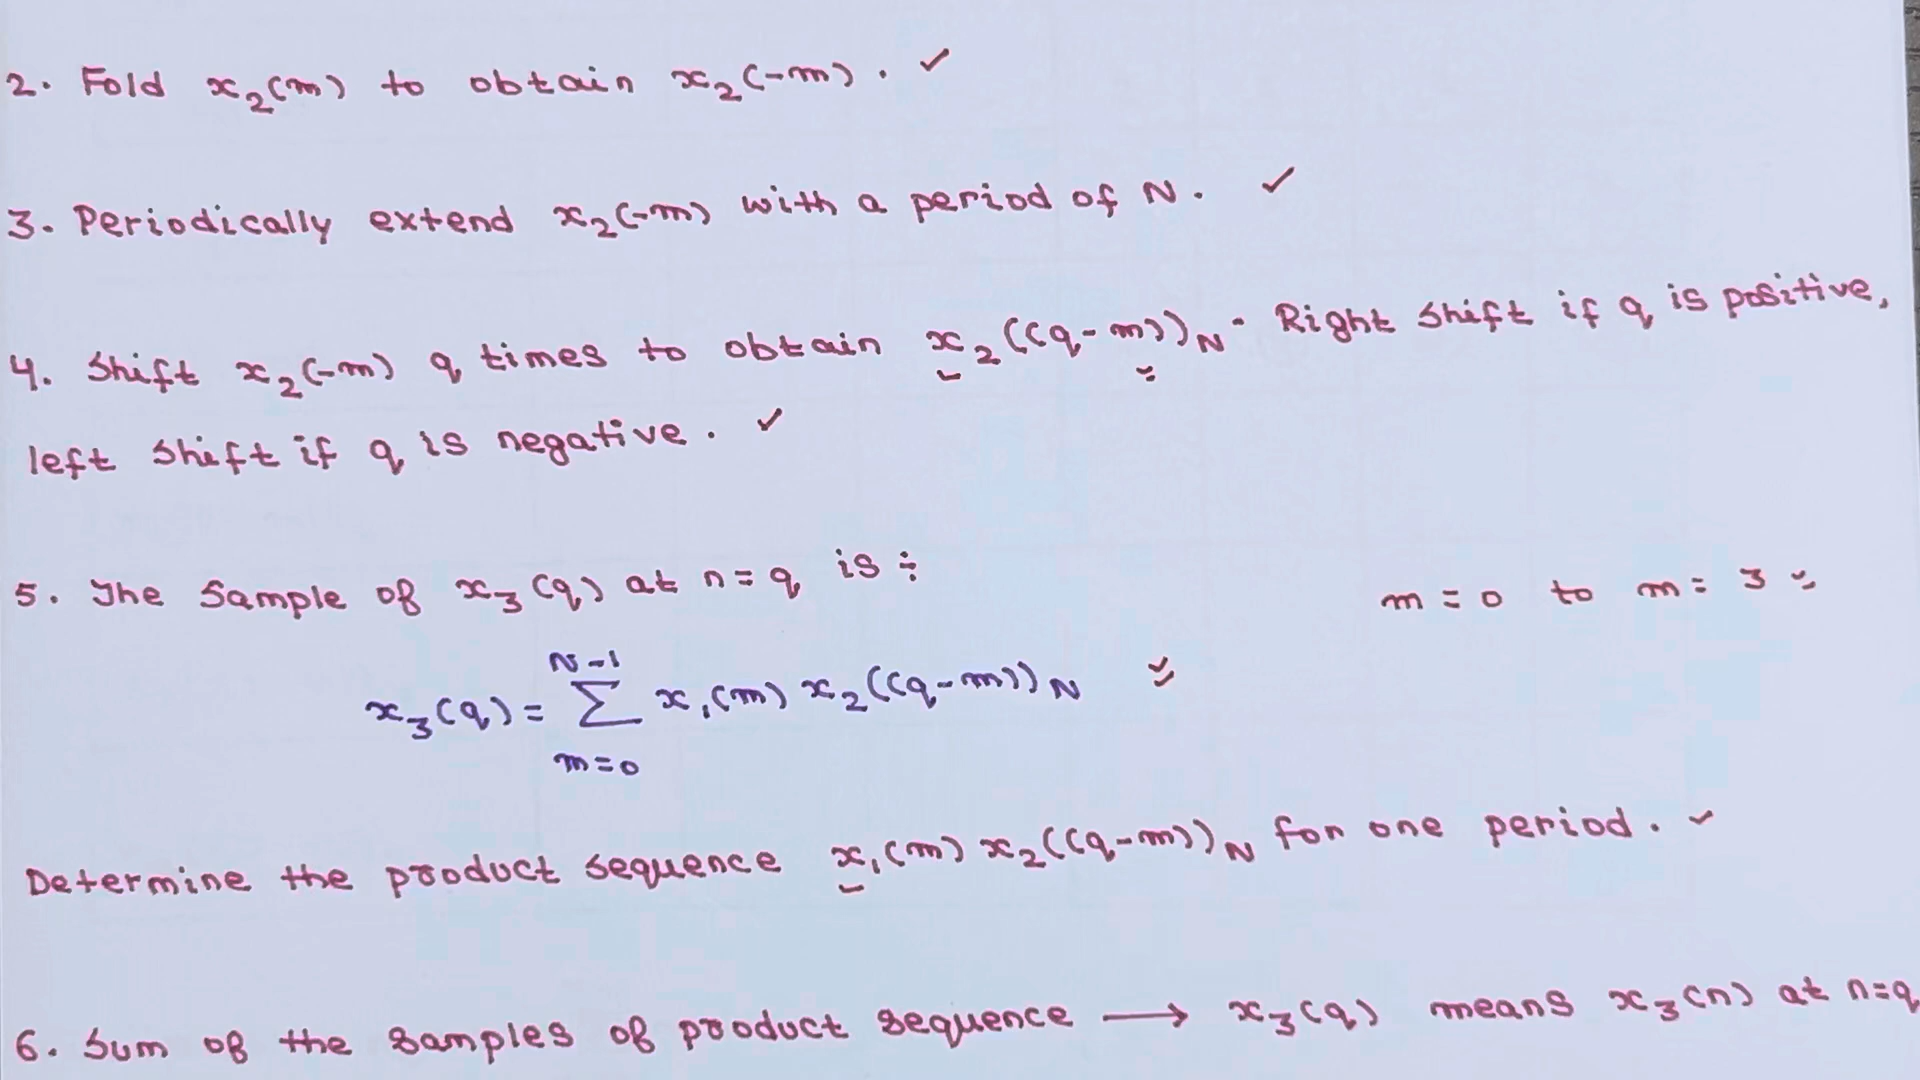 2. Fold x₂(m) to obtain x₂(-m).
3. Periodically extend x₂(-m) with a period of N.
4. Shift x₂(-m) q times to obtain x₂((q-m))N. Right shift if q is positive,
left shift if q is negative.
5. The Sample of x₃(q) at n=q is :
m = 0 to m = 3
N-1
x₃(q) = Σ x₁(m) x₂((q-m))N
m=0
Determine the product sequence x₁(m) x₂((q-m))N for one period.
6. Sum of the samples of product sequence → x₃(q) means x₃(n) at n=q